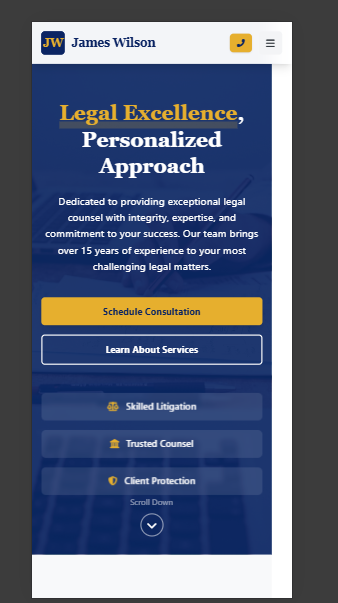 JW James Wilson
Legal Excellence,
Personalized
Approach
Dedicated to providing exceptional legal
counsel with integrity, expertise, and
commitment to your success. Our team brings
over 15 years of experience to your most
challenging legal matters.
Schedule Consultation
Learn About Services
Skilled Litigation
Trusted Counsel
Client Protection
Scroll Down